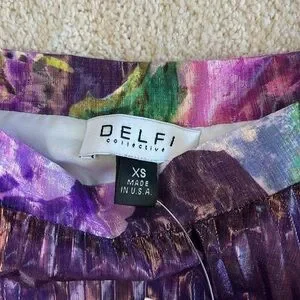 DELFI
collective
XS
MADE
IN U.S.A.